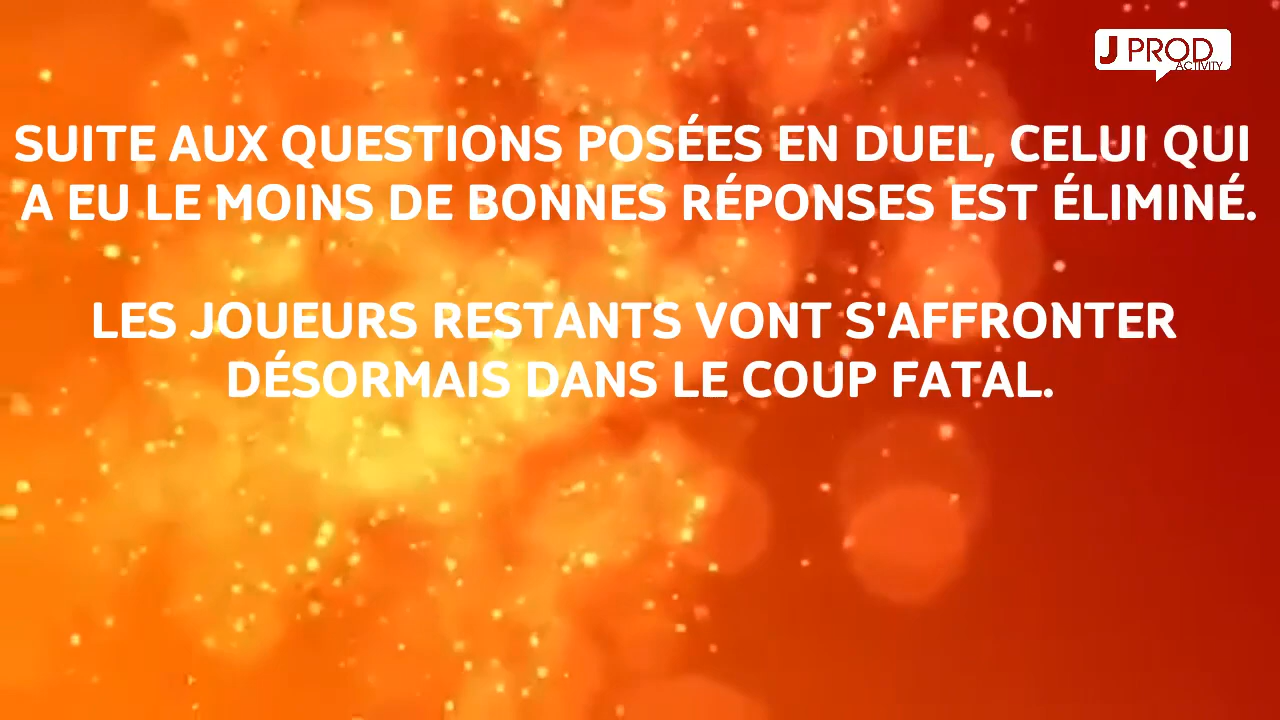 J PROD
ACTIVITY
SUITE AUX QUESTIONS POSÉES EN DUEL, CELUI QUI
A EU LE MOINS DE BONNES RÉPONSES EST ÉLIMINÉ.
LES JOUEURS RESTANTS VONT S'AFFRONTER
DÉSORMAIS DANS LE COUP FATAL.